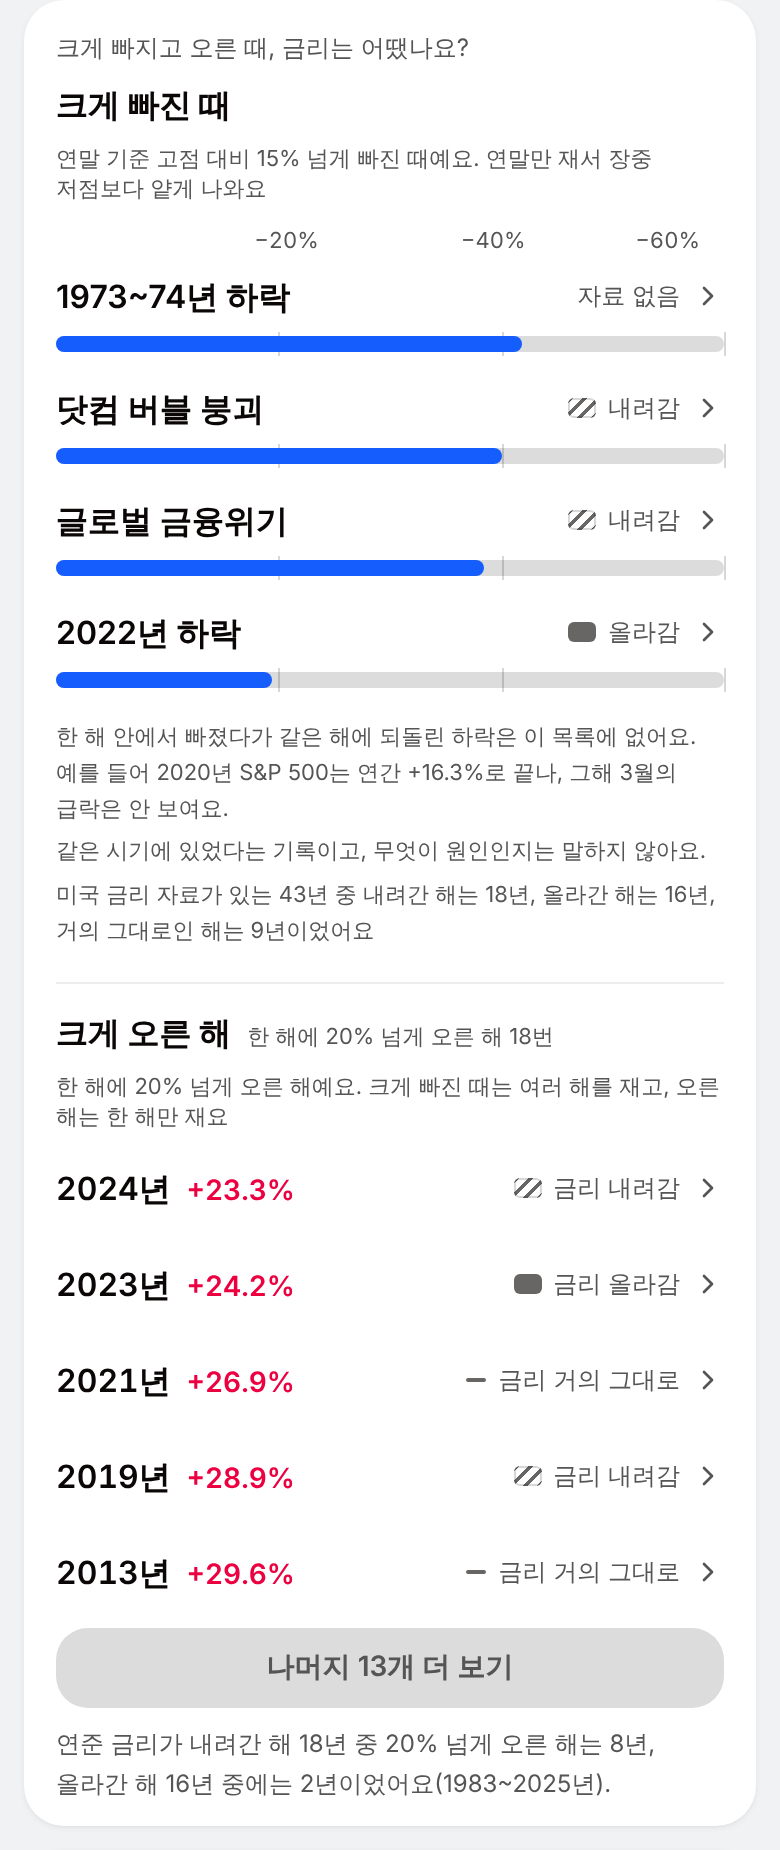 크게 빠지고 오른 때, 금리는 어땠나요?
크게 빠진 때
연말 기준 고점 대비 15% 넘게 빠진 때예요. 연말만 재서 장중
저점보다 얕게 나와요
−20% −40% −60%
1973~74년 하락 자료 없음
닷컴 버블 붕괴 내려감
글로벌 금융위기 내려감
2022년 하락 올라감
한 해 안에서 빠졌다가 같은 해에 되돌린 하락은 이 목록에 없어요.
예를 들어 2020년 S&P 500는 연간 +16.3%로 끝나, 그해 3월의
급락은 안 보여요.
같은 시기에 있었다는 기록이고, 무엇이 원인인지는 말하지 않아요.
미국 금리 자료가 있는 43년 중 내려간 해는 18년, 올라간 해는 16년,
거의 그대로인 해는 9년이었어요
크게 오른 해 한 해에 20% 넘게 오른 해 18번
한 해에 20% 넘게 오른 해예요. 크게 빠진 때는 여러 해를 재고, 오른
해는 한 해만 재요
2024년 +23.3% 금리 내려감
2023년 +24.2% 금리 올라감
2021년 +26.9% 금리 거의 그대로
2019년 +28.9% 금리 내려감
2013년 +29.6% 금리 거의 그대로
나머지 13개 더 보기
연준 금리가 내려간 해 18년 중 20% 넘게 오른 해는 8년,
올라간 해 16년 중에는 2년이었어요(1983~2025년).